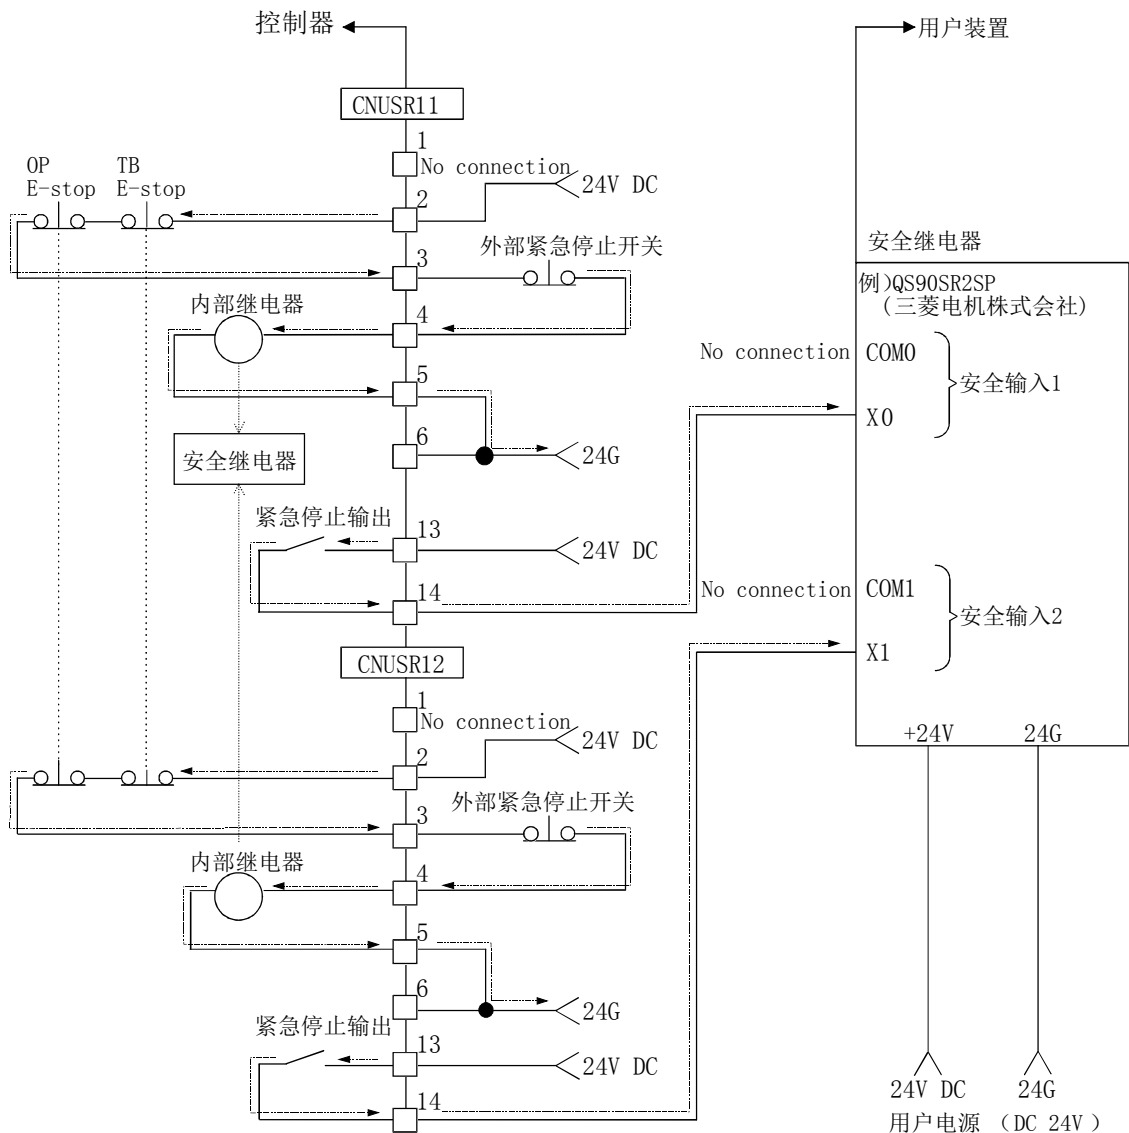 控制器
用户装置
CNUSR11
1
No connection
OP
E-stop
TB
E-stop
2
24V DC
3
外部紧急停止开关
内部继电器
4
5
6
24G
安全继电器
紧急停止输出
13
24V DC
14
安全继电器
例)QS90SR2SP
(三菱电机株式会社)
No connection
COM0
安全输入1
X0
No connection
COM1
安全输入2
X1
+24V
24G
CNUSR12
1
No connection
2
24V DC
3
外部紧急停止开关
内部继电器
4
5
6
24G
紧急停止输出
13
24V DC
14
24V DC
24G
用户电源 （DC 24V ）